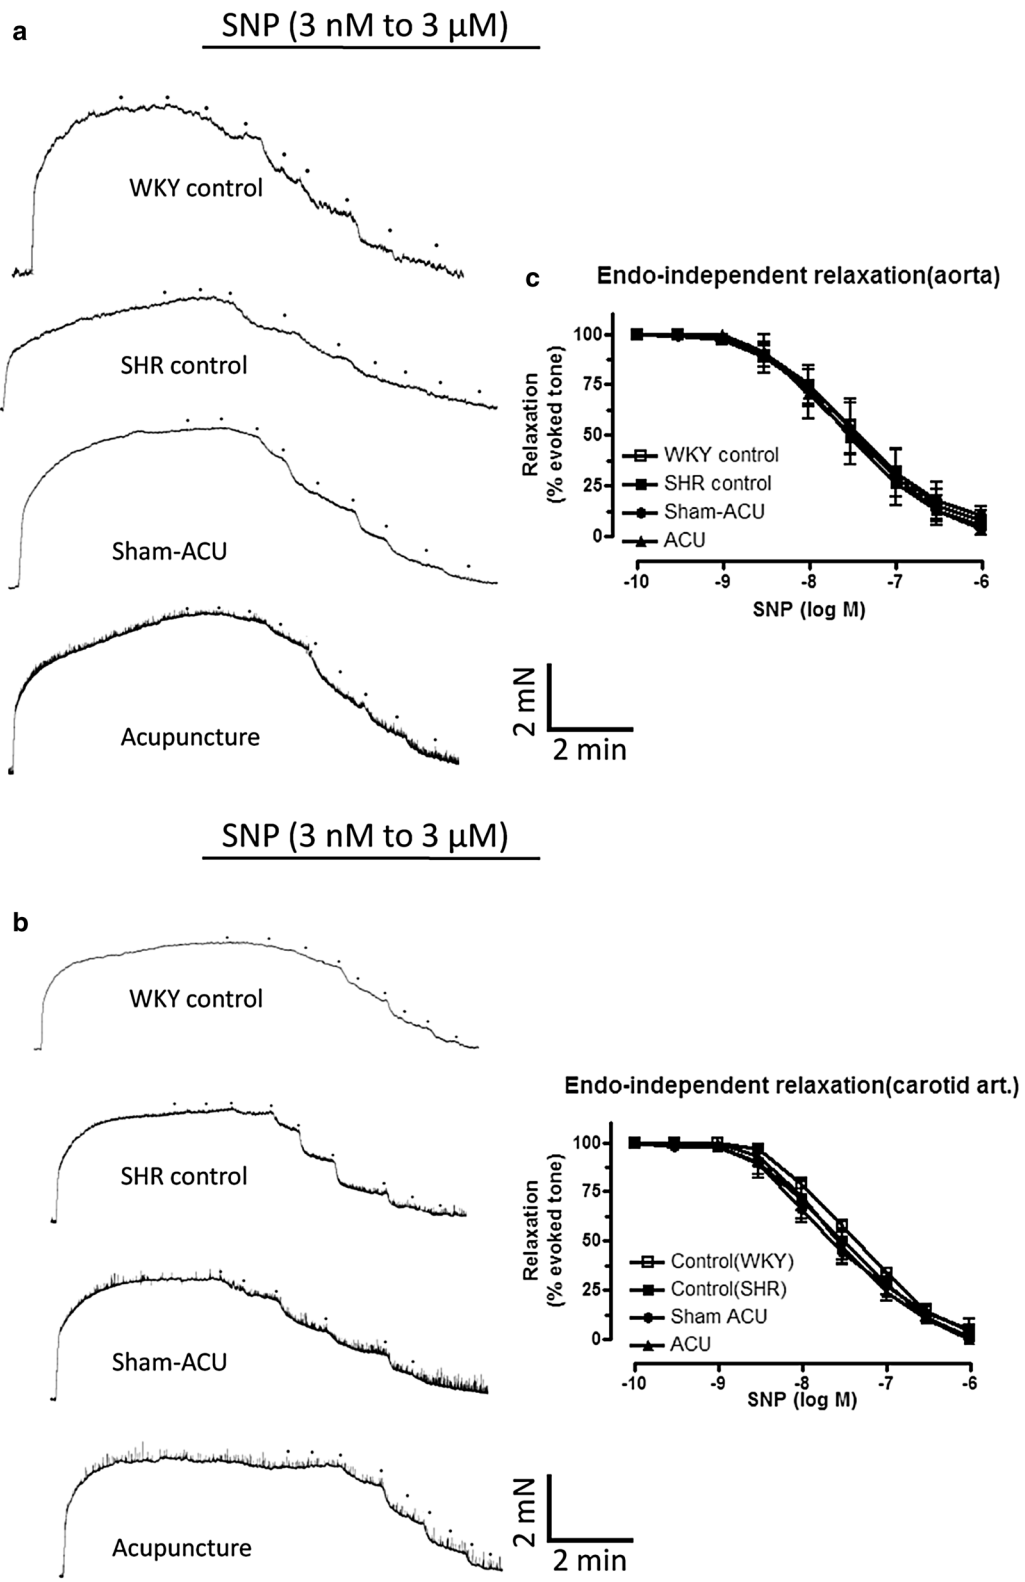 a
SNP (3 nM to 3 µM)
WKY control
SHR control
Sham-ACU
Acupuncture
c
Endo-independent relaxation(aorta)
Relaxation
(% evoked tone)
100
75
50
25
0
WKY control
SHR control
Sham-ACU
ACU
-10 -9 -8 -7 -6
SNP (log M)
2 mN
2 min
SNP (3 nM to 3 µM)
b
WKY control
SHR control
Sham-ACU
Acupuncture
Endo-independent relaxation(carotid art.)
Relaxation
(% evoked tone)
100
75
50
25
0
Control(WKY)
Control(SHR)
Sham ACU
ACU
-10 -9 -8 -7 -6
SNP (log M)
2 mN
2 min